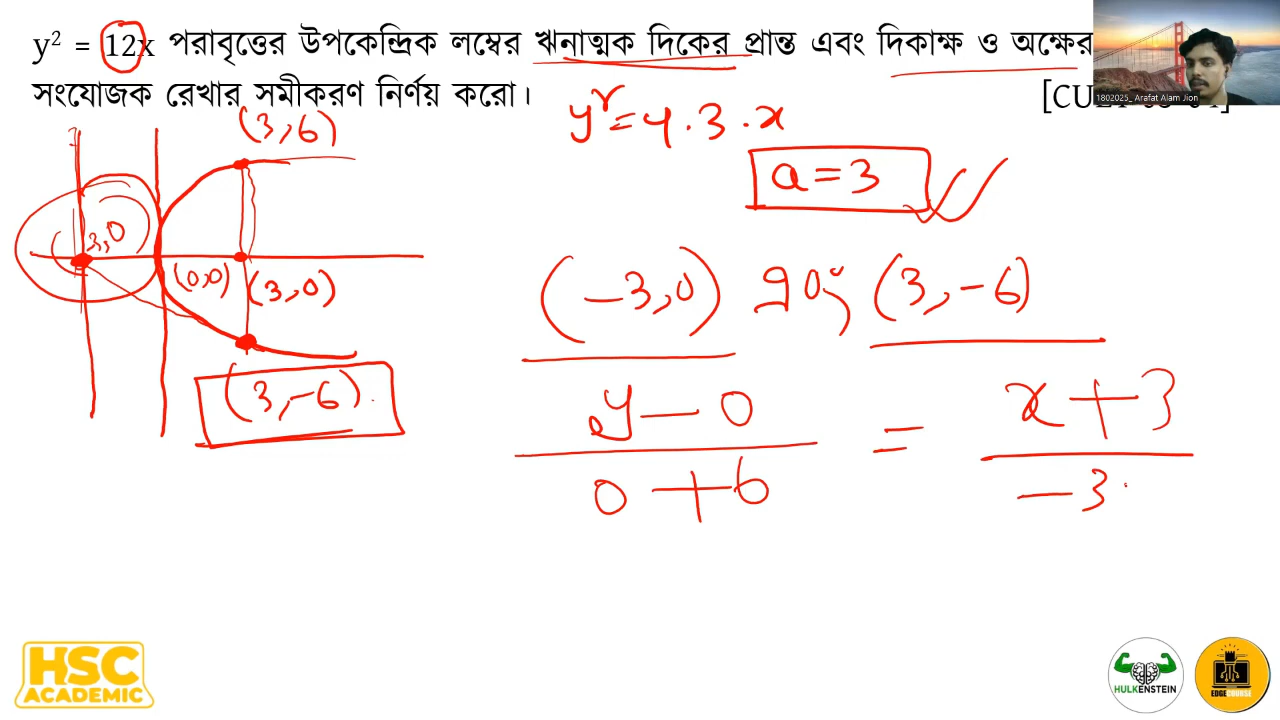 y² = 12x পরাবৃত্তের উপকেন্দ্রিক লম্বের ঋনাত্মক দিকের প্রান্ত এবং দিকাক্ষ ও অক্ষের
সংযোজক রেখার সমীকরণ নির্ণয় করো।
1802025_ Arafat Alam Jion
y² = 4.3.x
a = 3
(3,6)
3,0
(0,0) (3,0)
(3,-6)
(-3,0) এবং (3,-6)
y-0 = x+3
0+6 -3
HSC
ACADEMIC
HULKENSTEIN
EDGECOURSE